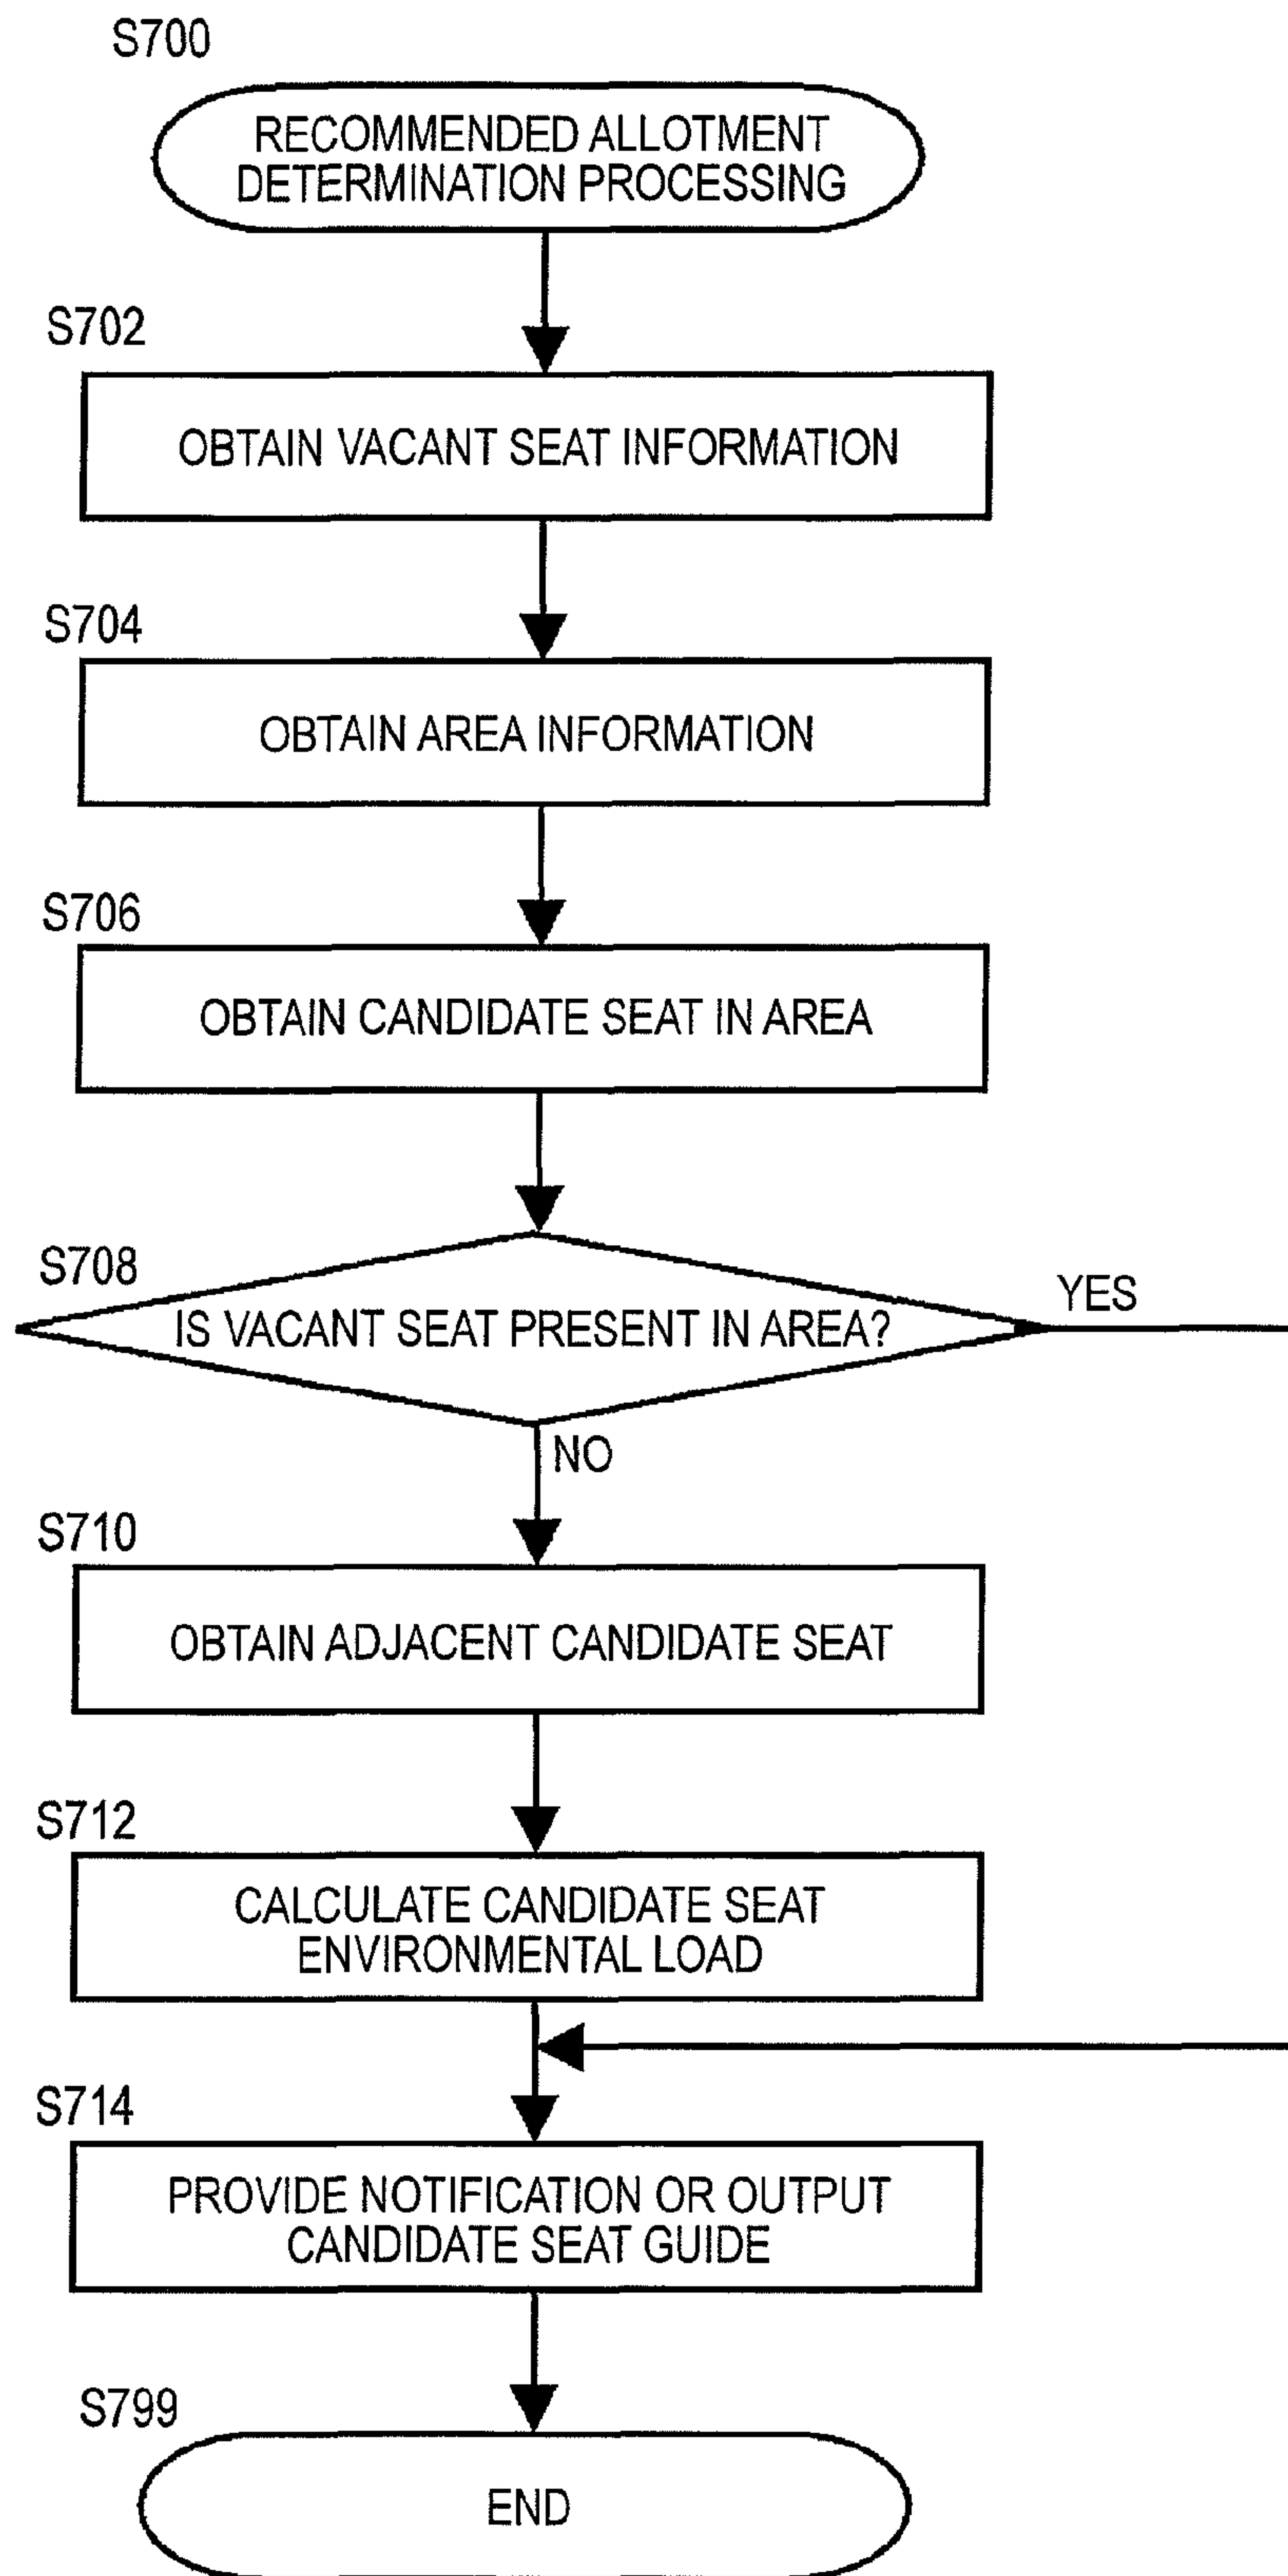 S700
RECOMMENDED ALLOTMENT
DETERMINATION PROCESSING
S702
OBTAIN VACANT SEAT INFORMATION
S704
OBTAIN AREA INFORMATION
S706
OBTAIN CANDIDATE SEAT IN AREA
S708
IS VACANT SEAT PRESENT IN AREA?
YES
NO
S710
OBTAIN ADJACENT CANDIDATE SEAT
S712
CALCULATE CANDIDATE SEAT
ENVIRONMENTAL LOAD
S714
PROVIDE NOTIFICATION OR OUTPUT
CANDIDATE SEAT GUIDE
S799
END